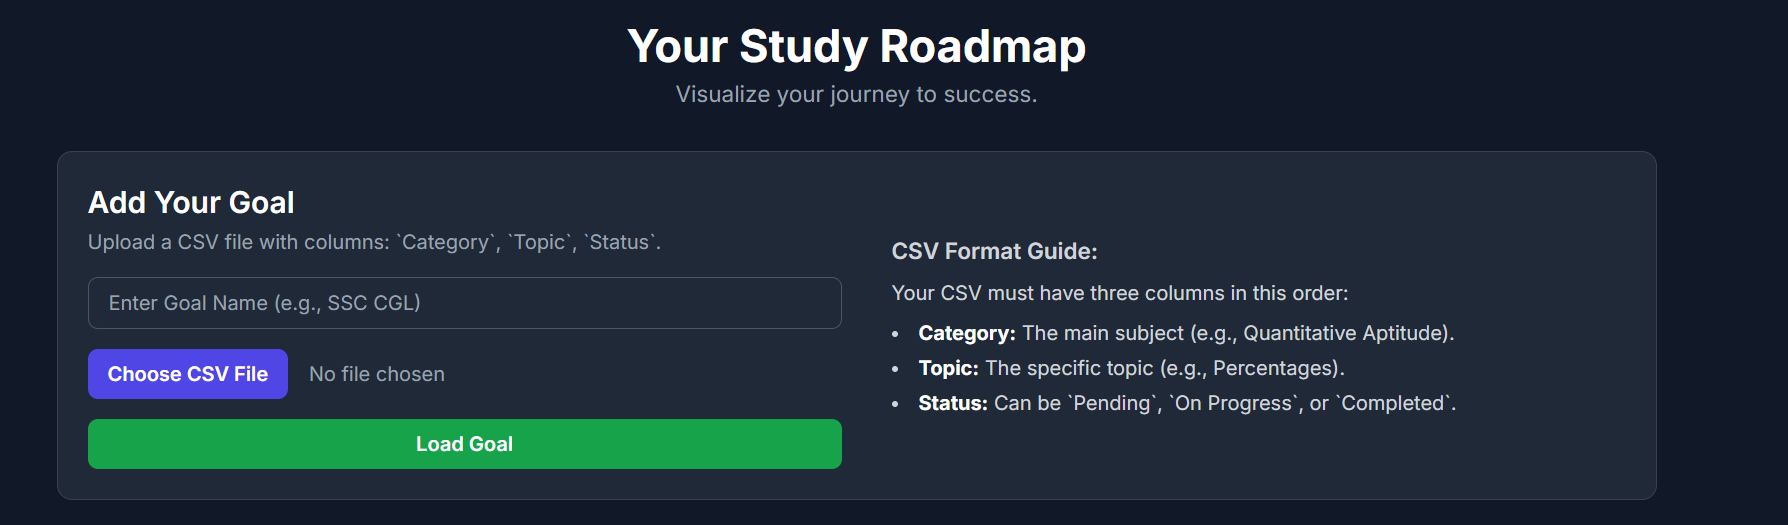 Your Study Roadmap
Visualize your journey to success.
Add Your Goal
Upload a CSV file with columns: `Category`, `Topic`, `Status`.
Enter Goal Name (e.g., SSC CGL)
Choose CSV File No file chosen
Load Goal
CSV Format Guide:
Your CSV must have three columns in this order:
• Category: The main subject (e.g., Quantitative Aptitude).
• Topic: The specific topic (e.g., Percentages).
• Status: Can be `Pending`, `On Progress`, or `Completed`.